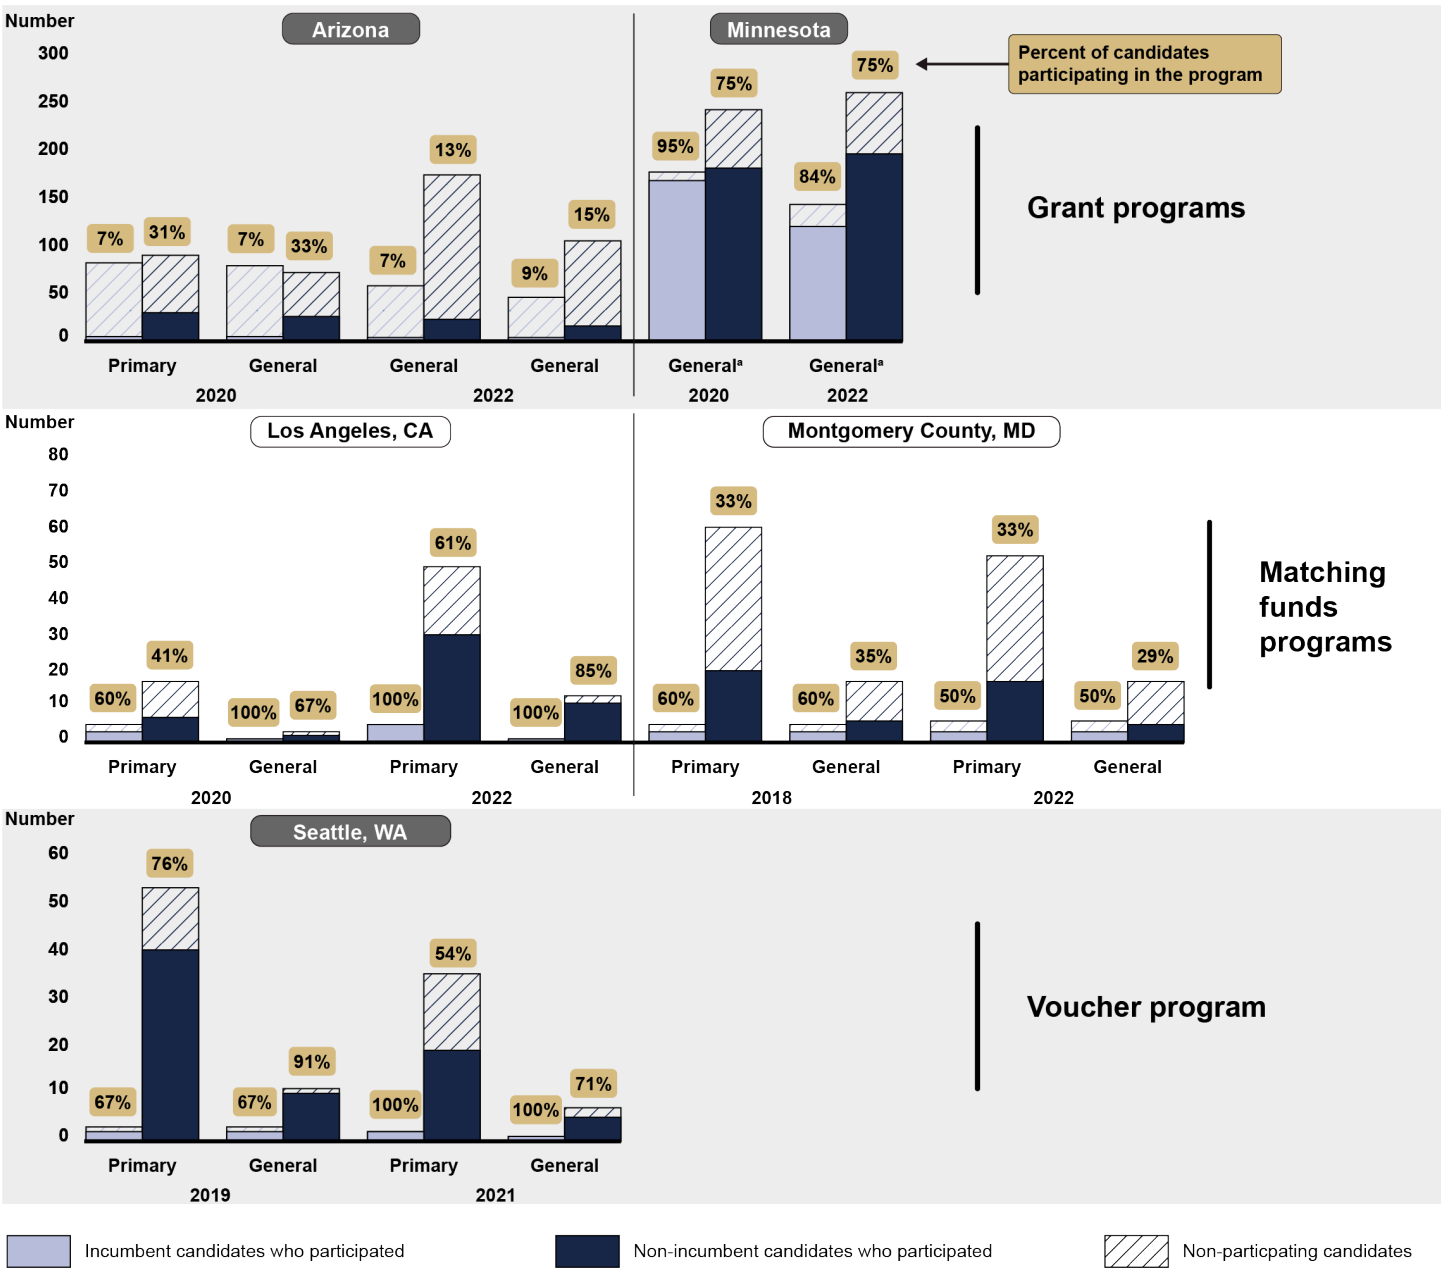 Number
Arizona
Minnesota
Percent of candidates
participating in the program
300
250
200
150
100
50
0
7%
31%
7%
33%
7%
13%
9%
15%
95%
75%
84%
75%
Grant programs
Primary
General
General
General
Generalª
Generalª
2020
2022
2020
2022
Number
Los Angeles, CA
Montgomery County, MD
80
70
60
50
40
30
20
10
0
60%
41%
100%
67%
100%
61%
100%
85%
60%
33%
60%
35%
50%
33%
50%
29%
Matching
funds
programs
Primary
General
Primary
General
Primary
General
Primary
General
2020
2022
2018
2022
Number
Seattle, WA
60
50
40
30
20
10
0
67%
76%
67%
91%
100%
54%
100%
71%
Voucher program
Primary
General
Primary
General
2019
2021
Incumbent candidates who participated
Non-incumbent candidates who participated
Non-particpating candidates